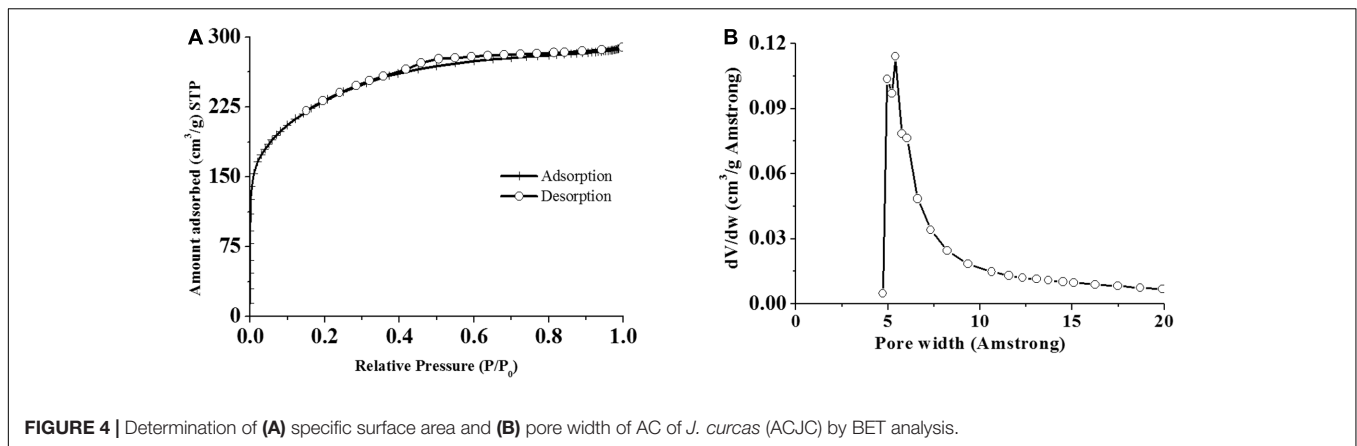 A
300
225
150
75
0
Amount adsorbed (cm³/g) STP
Adsorption
Desorption
0.0 0.2 0.4 0.6 0.8 1.0
Relative Pressure (P/P₀)
B
0.12
0.09
0.06
0.03
0.00
dV/dw (cm³/g Amstrong)
0 5 10 15 20
Pore width (Amstrong)
FIGURE 4 | Determination of (A) specific surface area and (B) pore width of AC of J. curcas (ACJC) by BET analysis.